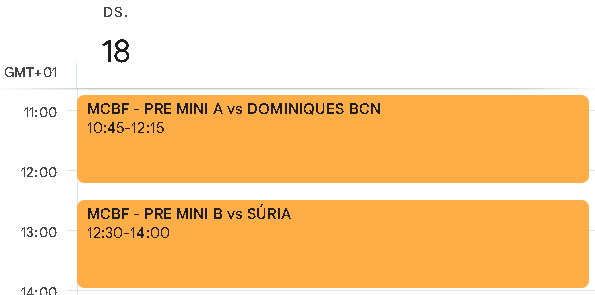 DS.
18
GMT+01
11:00
MCBF - PRE MINI A vs DOMINIQUES BCN
10:45-12:15
12:00
MCBF - PRE MINI B vs SÚRIA
12:30-14:00
13:00
14:00